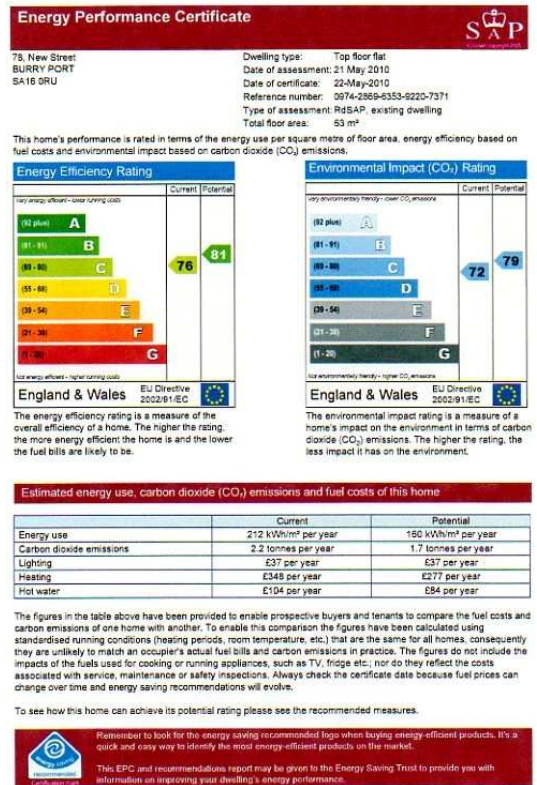 Energy Performance Certificate
SAP
78, New Street
BURRY PORT
SA16 0RU
Dwelling type: Top floor flat
Date of assessment: 21 May 2010
Date of certificate: 22-May-2010
Reference number: 0974-2869-6353-9220-7371
Type of assessment: RdSAP, existing dwelling
Total floor area: 53 m²
This home's performance is rated in terms of the energy use per square metre of floor area, energy efficiency based on
fuel costs and environmental impact based on carbon dioxide (CO₂) emissions.
Energy Efficiency Rating
Current Potential
Very energy efficient - lower running costs
(92 plus) A
(81 - 91) B
(69 - 80) C
(55 - 68) D
(39 - 54) E
(21 - 38) F
(1 - 20) G
76
81
Not energy efficient - higher running costs
England & Wales
EU Directive
2002/91/EC
The energy efficiency rating is a measure of the
overall efficiency of a home. The higher the rating,
the more energy efficient the home is and the lower
the fuel bills are likely to be.
Environmental Impact (CO₂) Rating
Current Potential
Very environmentally friendly - lower CO₂ emissions
(92 plus) A
(81 - 91) B
(69 - 80) C
(55 - 68) D
(39 - 54) E
(21 - 38) F
(1 - 20) G
72
79
Not environmentally friendly - higher CO₂ emissions
England & Wales
EU Directive
2002/91/EC
The environmental impact rating is a measure of a
home's impact on the environment in terms of carbon
dioxide (CO₂) emissions. The higher the rating, the
less impact it has on the environment.
Estimated energy use, carbon dioxide (CO₂) emissions and fuel costs of this home
Current Potential
Energy use 212 kWh/m² per year 160 kWh/m² per year
Carbon dioxide emissions 2.2 tonnes per year 1.7 tonnes per year
Lighting £37 per year £37 per year
Heating £348 per year £277 per year
Hot water £104 per year £84 per year
The figures in the table above have been provided to enable prospective buyers and tenants to compare the fuel costs and
carbon emissions of one home with another. To enable this comparison the figures have been calculated using
standardised running conditions (heating periods, room temperature, etc.) that are the same for all homes, consequently
they are unlikely to match an occupier's actual fuel bills and carbon emissions in practice. The figures do not include the
impacts of the fuels used for cooking or running appliances, such as TV, fridge etc.; nor do they reflect the costs
associated with service, maintenance or safety inspections. Always check the certificate date because fuel prices can
change over time and energy saving recommendations will evolve.
To see how this home can achieve its potential rating please see the recommended measures.
energy saving
recommended
Certification mark
Remember to look for the energy saving recommended logo when buying energy-efficient products. It's a
quick and easy way to identify the most energy-efficient products on the market.
This EPC and recommendations report may be given to the Energy Saving Trust to provide you with
information on improving your dwelling's energy performance.